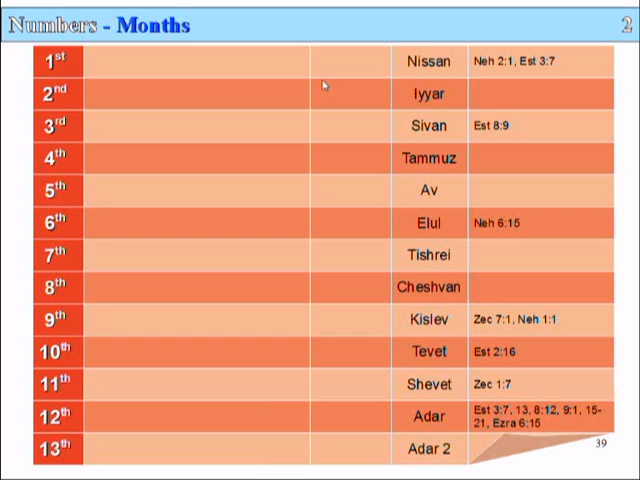 Numbers - Months 2
1st Nissan Neh 2:1, Est 3:7
2nd Iyyar
3rd Sivan Est 8:9
4th Tammuz
5th Av
6th Elul Neh 6:15
7th Tishrei
8th Cheshvan
9th Kislev Zec 7:1, Neh 1:1
10th Tevet Est 2:16
11th Shevet Zec 1:7
12th Adar Est 3:7, 13, 8:12, 9:1, 15-
21, Ezra 6:15
13th Adar 2
39